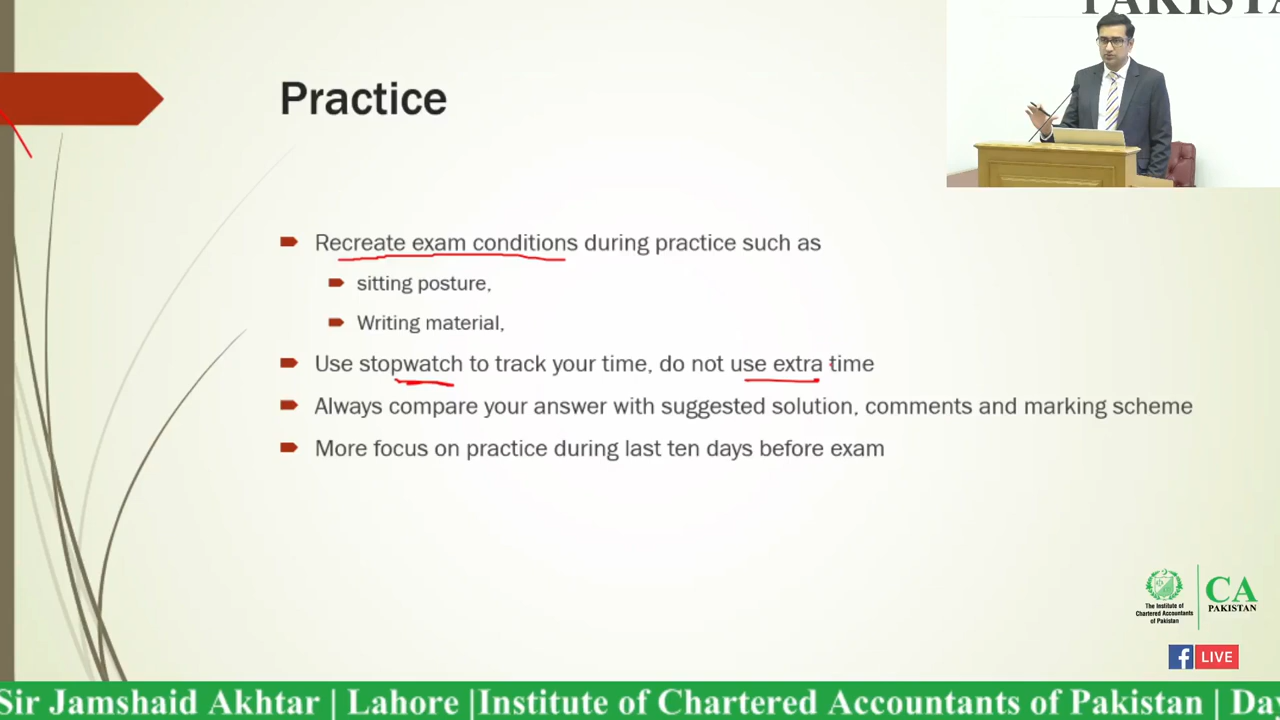 PAKISTA
Practice
Recreate exam conditions during practice such as
sitting posture,
Writing material,
Use stopwatch to track your time, do not use extra time
Always compare your answer with suggested solution, comments and marking scheme
More focus on practice during last ten days before exam
The Institute of
Chartered Accountants
of Pakistan
CA
PAKISTAN
f LIVE
Sir Jamshaid Akhtar | Lahore |Institute of Chartered Accountants of Pakistan | Da